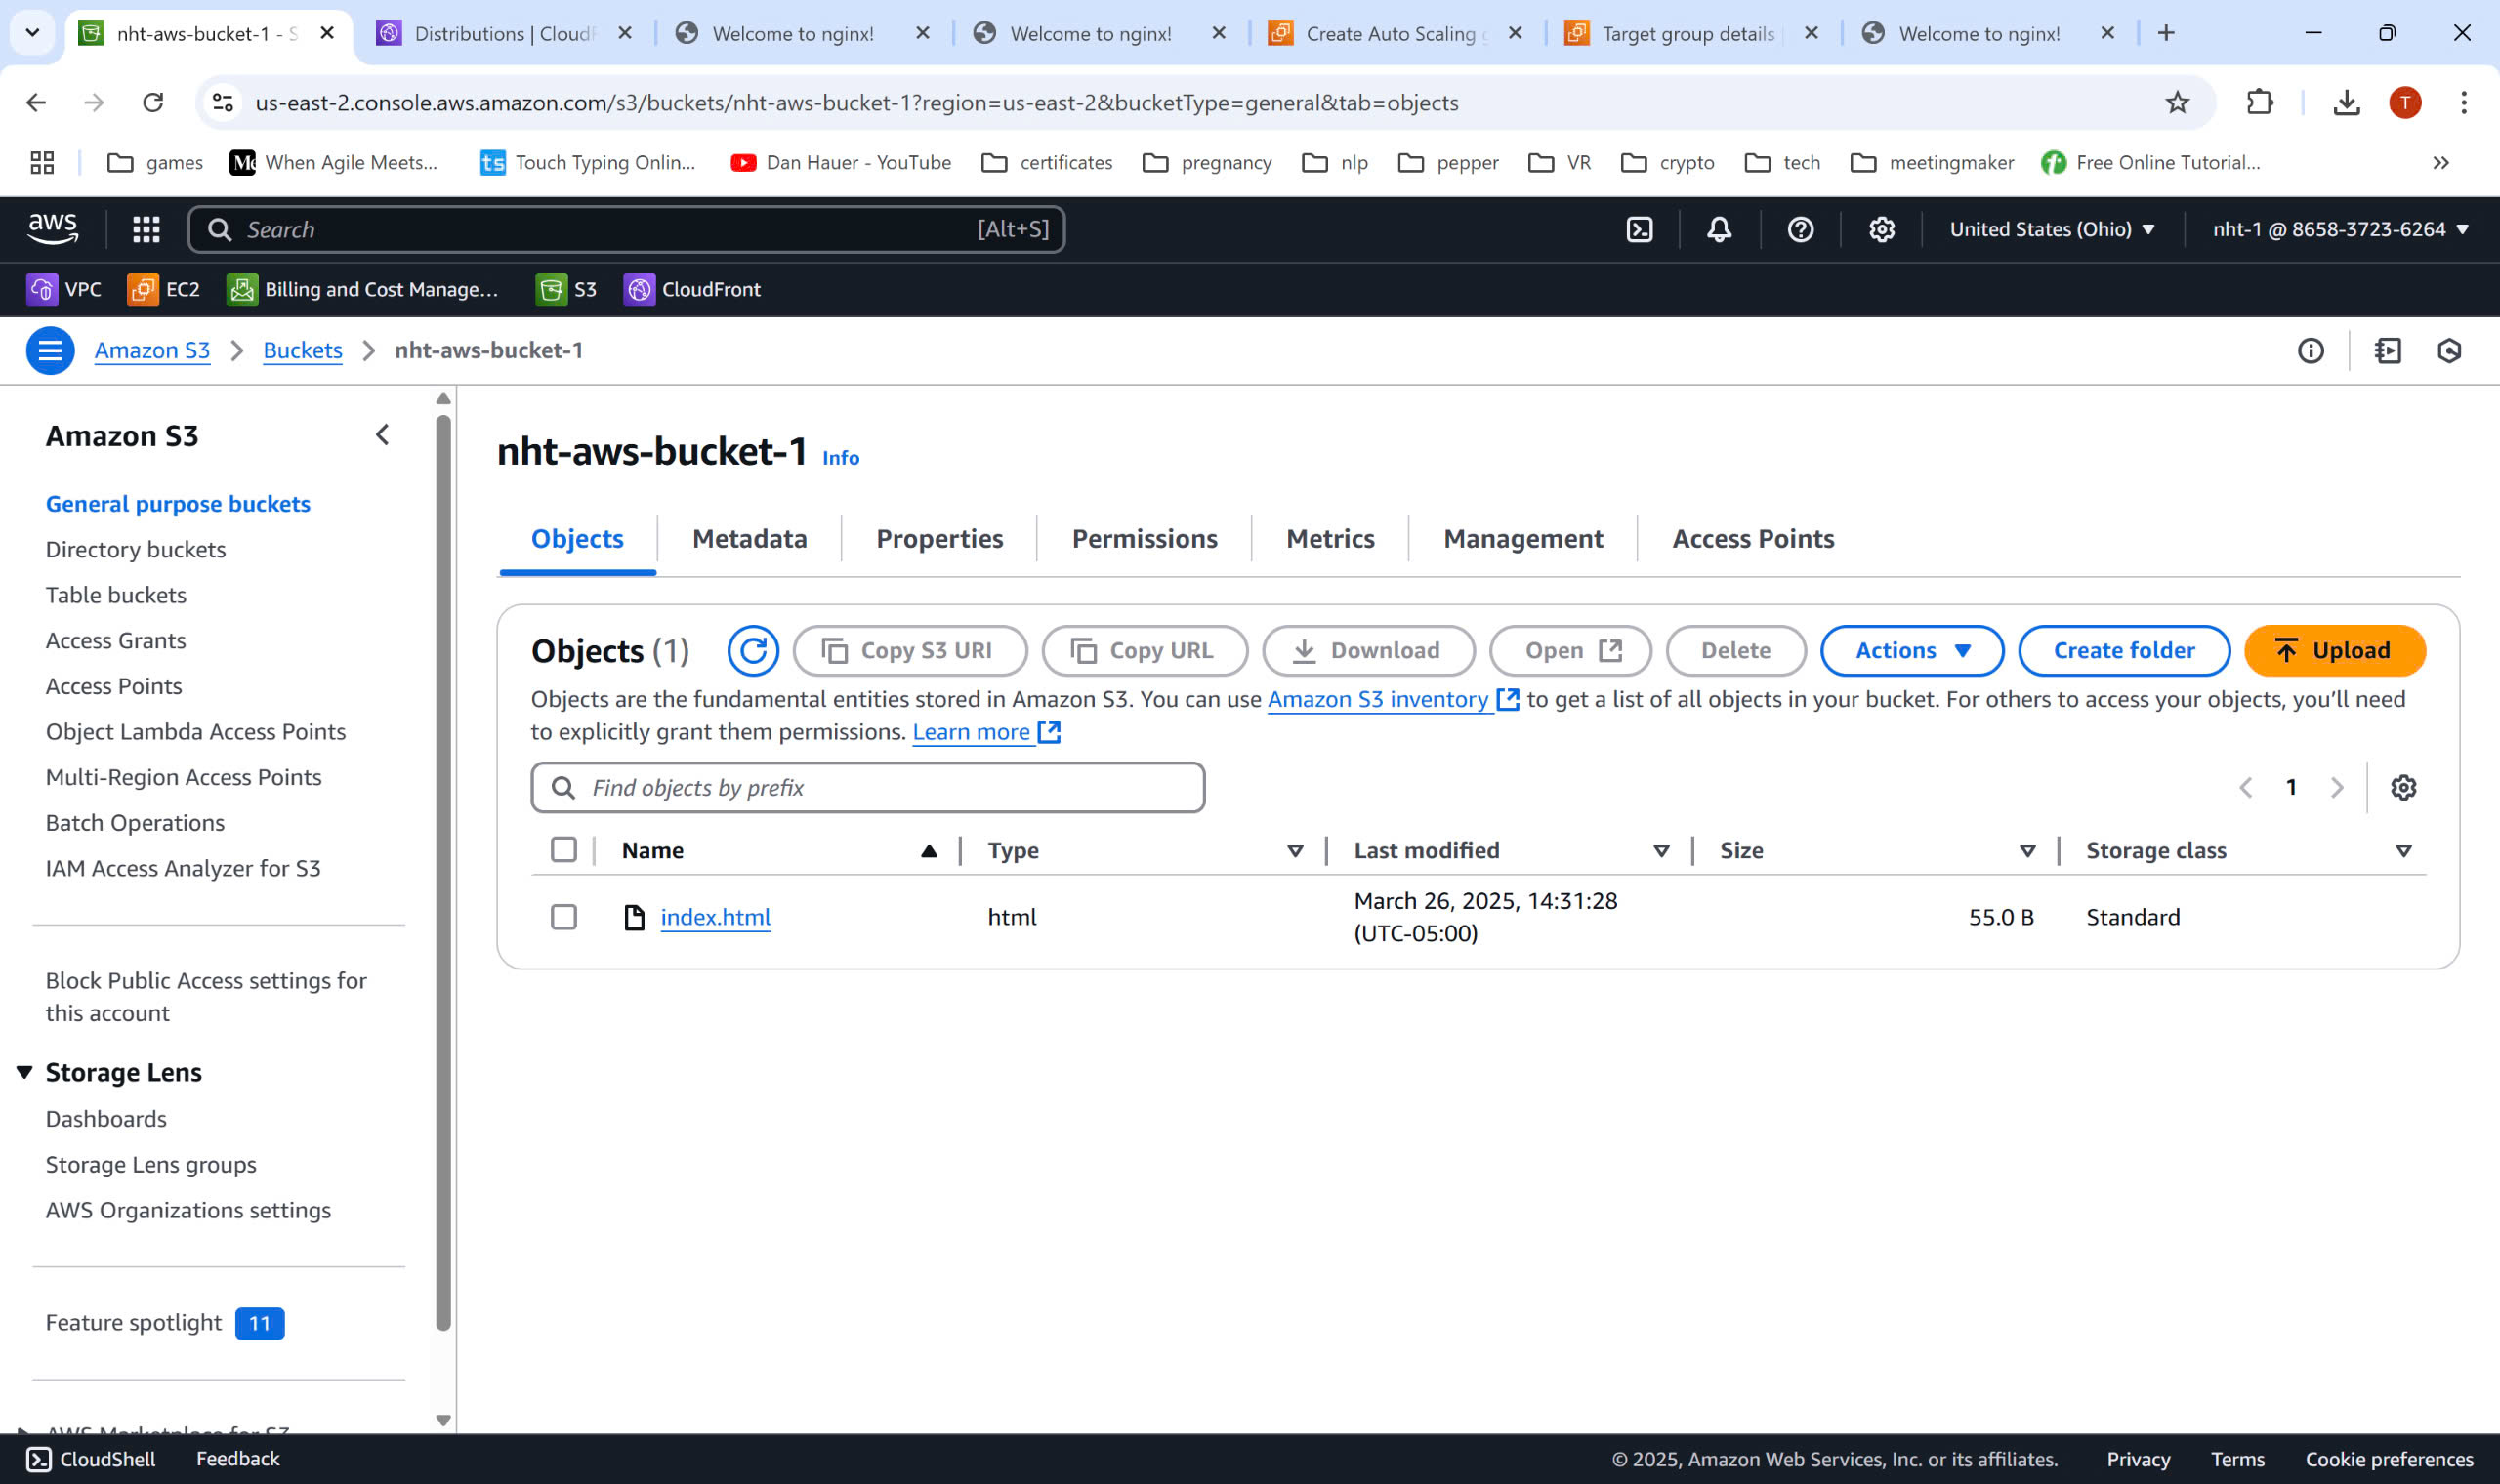 nht-aws-bucket-1 - S
Distributions | CloudF
Welcome to nginx!
Welcome to nginx!
Create Auto Scaling g
Target group details |
Welcome to nginx!
us-east-2.console.aws.amazon.com/s3/buckets/nht-aws-bucket-1?region=us-east-2&bucketType=general&tab=objects
T
games
When Agile Meets...
ts Touch Typing Onlin...
Dan Hauer - YouTube
certificates
pregnancy
nlp
pepper
VR
crypto
tech
meetingmaker
Free Online Tutorial...
aws
Search
[Alt+S]
United States (Ohio)
nht-1 @ 8658-3723-6264
VPC
EC2
Billing and Cost Manage...
S3
CloudFront
Amazon S3
Buckets
nht-aws-bucket-1
Amazon S3
General purpose buckets
Directory buckets
Table buckets
Access Grants
Access Points
Object Lambda Access Points
Multi-Region Access Points
Batch Operations
IAM Access Analyzer for S3
Block Public Access settings for
this account
Storage Lens
Dashboards
Storage Lens groups
AWS Organizations settings
Feature spotlight 11
AWS Marketplace for S3
nht-aws-bucket-1 Info
Objects
Metadata
Properties
Permissions
Metrics
Management
Access Points
Objects (1)
Copy S3 URI
Copy URL
Download
Open
Delete
Actions
Create folder
Upload
Objects are the fundamental entities stored in Amazon S3. You can use Amazon S3 inventory to get a list of all objects in your bucket. For others to access your objects, you’ll need
to explicitly grant them permissions. Learn more
Find objects by prefix
1
Name
Type
Last modified
Size
Storage class
index.html
html
March 26, 2025, 14:31:28
(UTC-05:00)
55.0 B
Standard
CloudShell
Feedback
© 2025, Amazon Web Services, Inc. or its affiliates.
Privacy
Terms
Cookie preferences